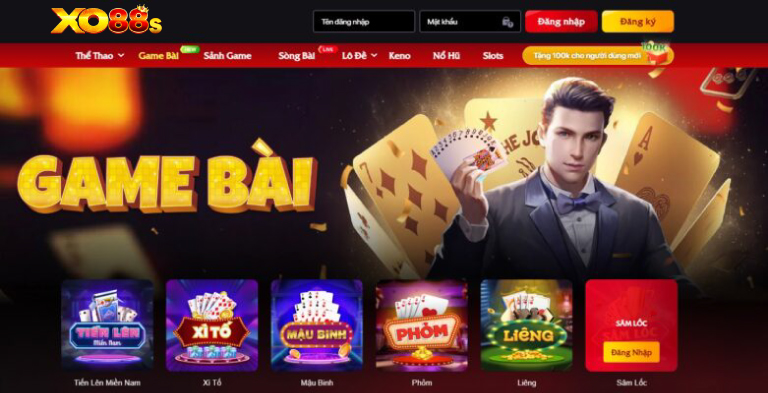 XO88s
Tên đăng nhập
Mật khẩu
Đăng nhập
Đăng ký
Thể Thao
Game Bài
NEW
Sảnh Game
Sòng Bài
LIVE
Lô Đề
Keno
Nổ Hũ
Slots
Tặng 100k cho người dùng mới
100K
GAME BÀI
THE JO
A
7
TIẾN LÊN
Miền Nam
XÌ TỐ
MẬU BINH
PHỎM
LIÊNG
SÂM LỐC
Đăng Nhập
Tiến Lên Miền Nam
Xì Tố
Mậu Binh
Phỏm
Liêng
Sâm Lốc